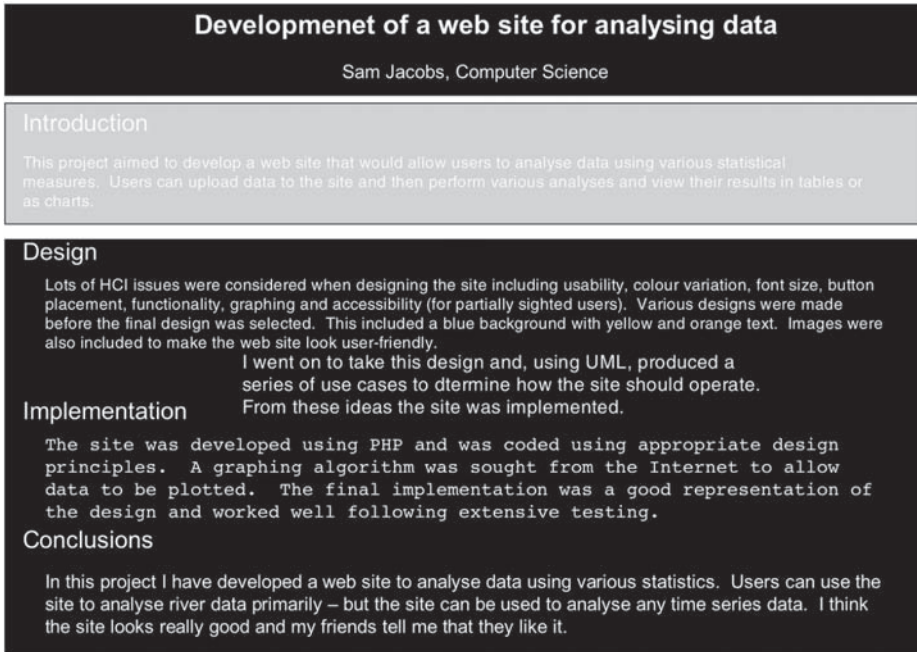 Developmenet of a web site for analysing data
Sam Jacobs, Computer Science
Introduction
This project aimed to develop a web site that would allow users to analyse data using various statistical
measures. Users can upload data to the site and then perform various analyses and view their results in tables or
as charts.
Design
Lots of HCI issues were considered when designing the site including usability, colour variation, font size, button
placement, functionality, graphing and accessibility (for partially sighted users). Various designs were made
before the final design was selected. This included a blue background with yellow and orange text. Images were
also included to make the web site look user-friendly.
I went on to take this design and, using UML, produced a
series of use cases to dtermine how the site should operate.
From these ideas the site was implemented.
Implementation
The site was developed using PHP and was coded using appropriate design
principles. A graphing algorithm was sought from the Internet to allow
data to be plotted. The final implementation was a good representation of
the design and worked well following extensive testing.
Conclusions
In this project I have developed a web site to analyse data using various statistics. Users can use the
site to analyse river data primarily – but the site can be used to analyse any time series data. I think
the site looks really good and my friends tell me that they like it.